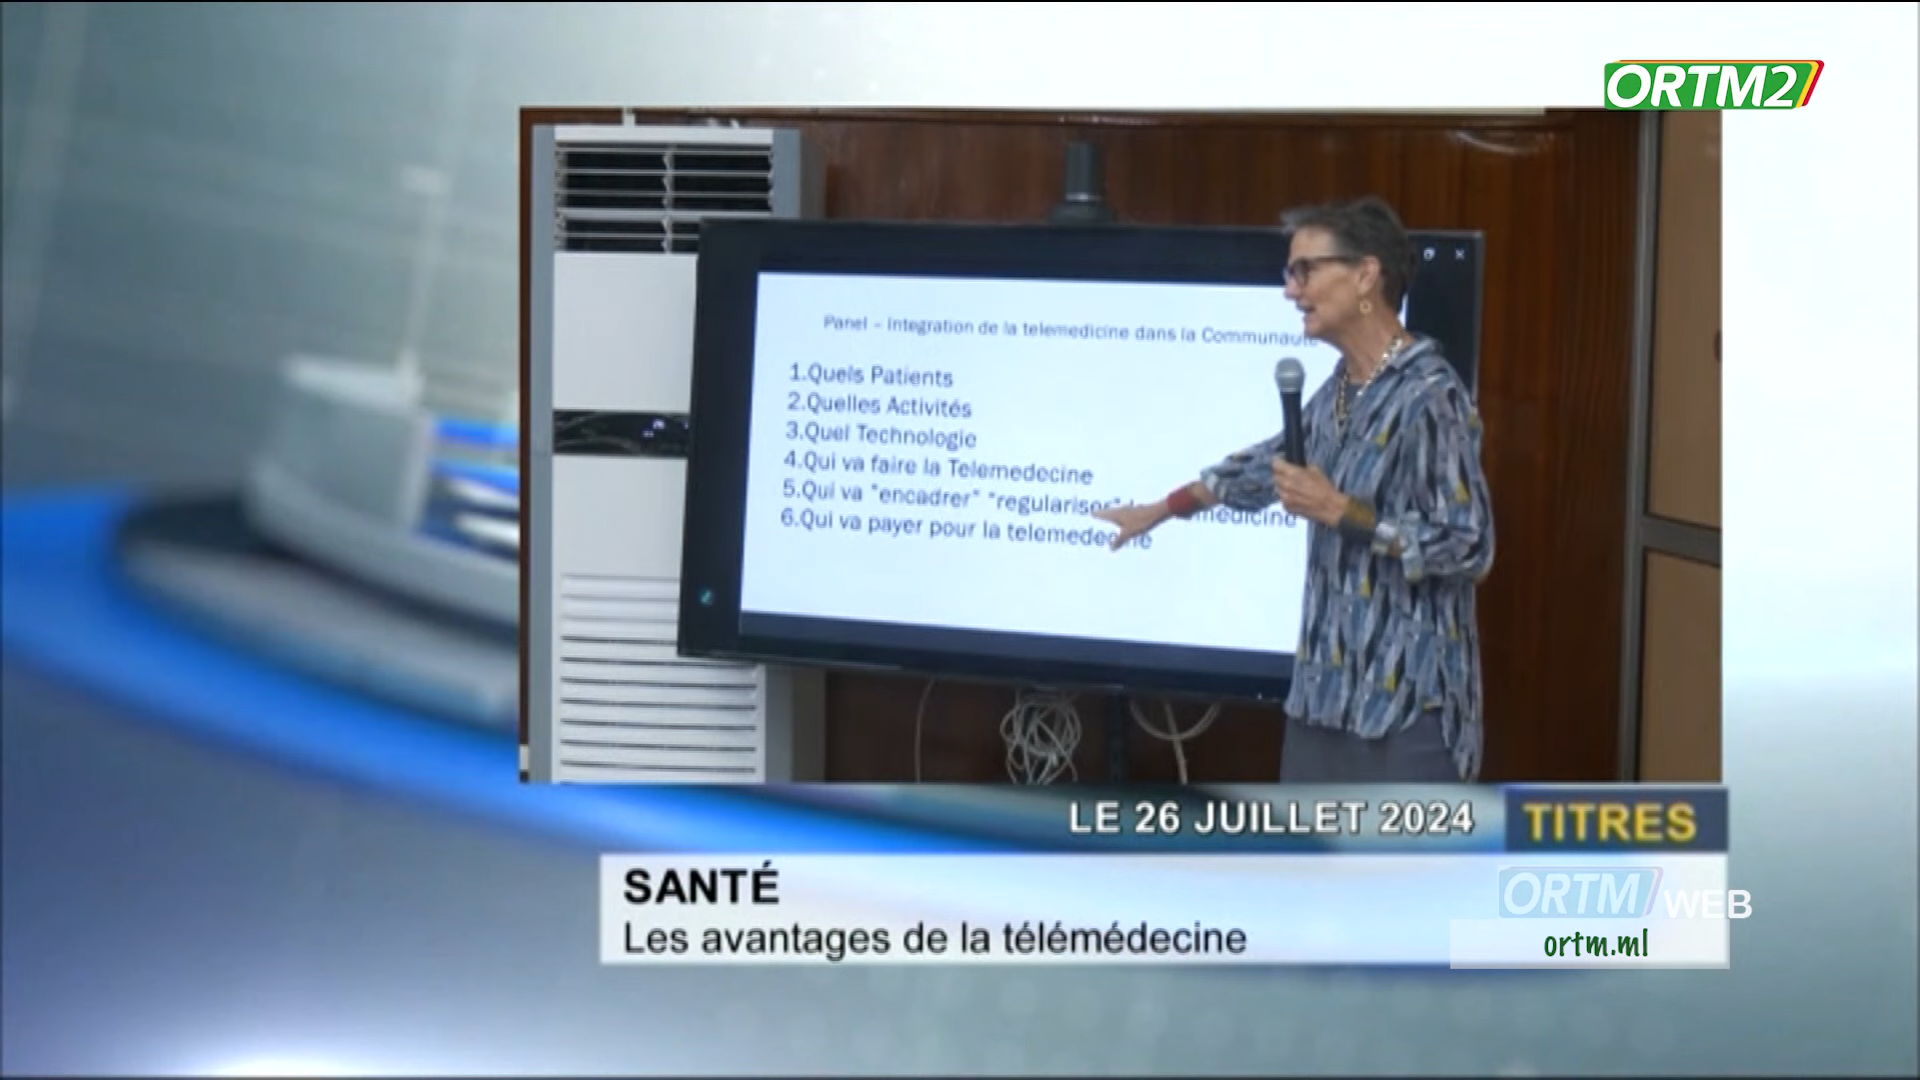 ORTM2
Panel - Integration de la telemedicine dans la Communauté
1.Quels Patients
2.Quelles Activités
3.Quel Technologie
4.Qui va faire la Telemedecine
5.Qui va "encadrer" "regulariser"
6.Qui va payer pour la telemedecine
LE 26 JUILLET 2024 TITRES
SANTÉ
Les avantages de la télémédecine
ORTM WEB
ortm.ml